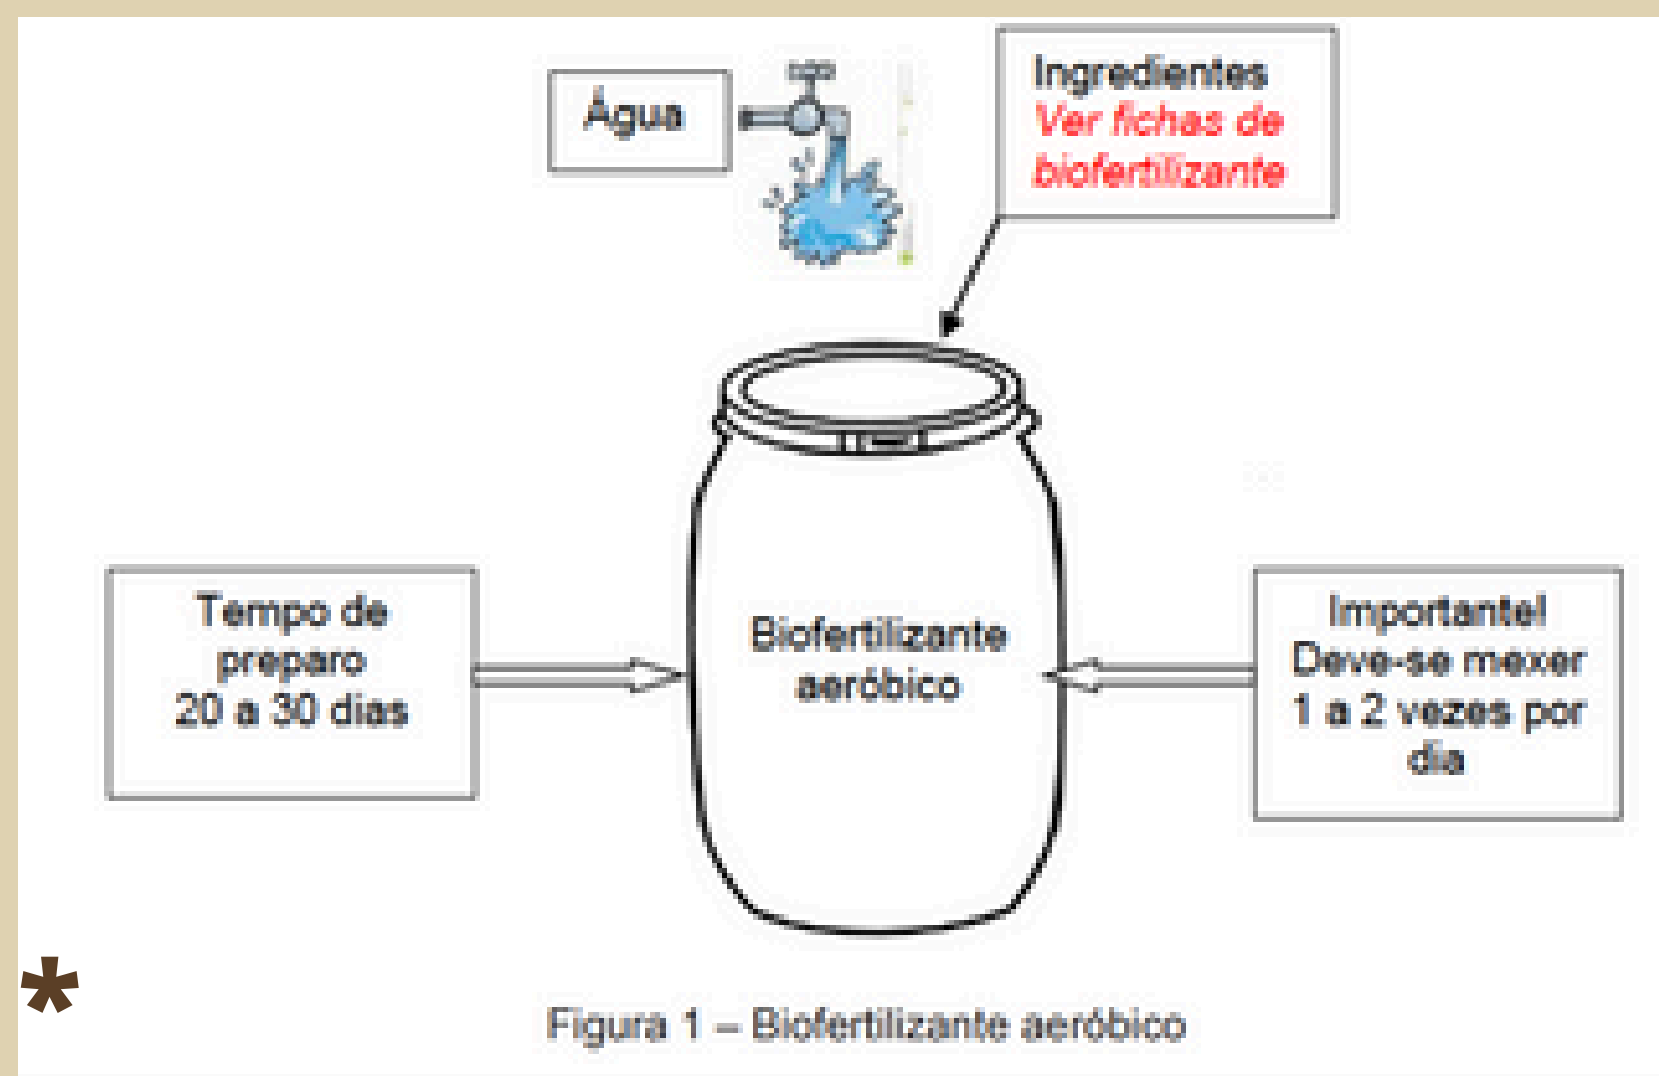 Água
Ingredientes
Ver fichas de
biofertilizante
Tempo de
preparo
20 a 30 dias
Biofertilizante
aeróbico
Importante!
Deve-se mexer
1 a 2 vezes por
dia
*
Figura 1 – Biofertilizante aeróbico